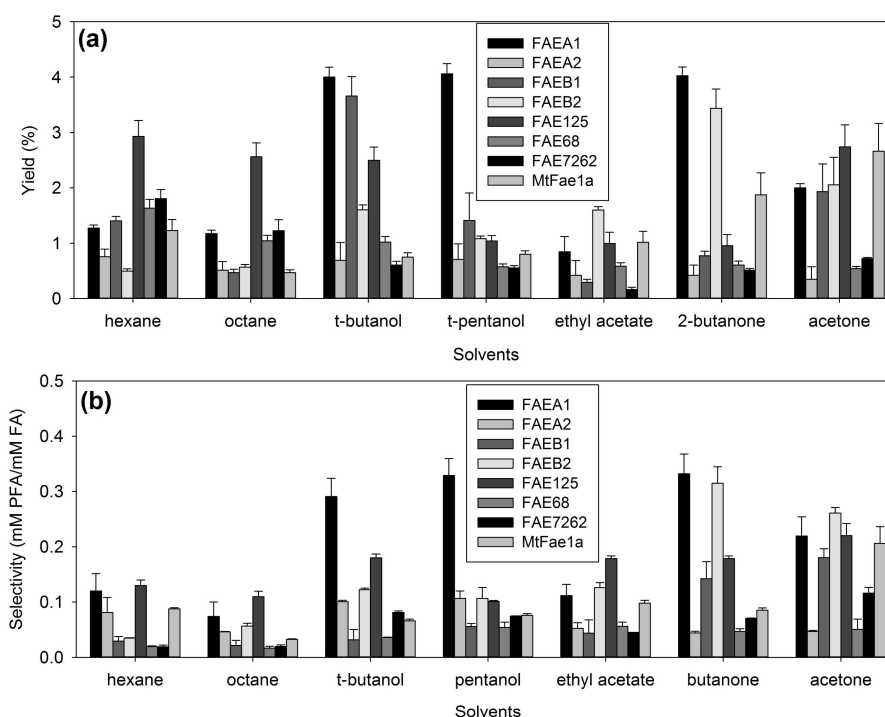 (a)
5
4
3
2
1
0
Yield (%)
FAEA1
FAEA2
FAEB1
FAEB2
FAE125
FAE68
FAE7262
MtFae1a
hexane octane t-butanol t-pentanol ethyl acetate 2-butanone acetone
Solvents
(b)
0.5
0.4
0.3
0.2
0.1
0.0
Selectivity (mM PFA/mM FA)
FAEA1
FAEA2
FAEB1
FAEB2
FAE125
FAE68
FAE7262
MtFae1a
hexane octane t-butanol pentanol ethyl acetate butanone acetone
Solvents